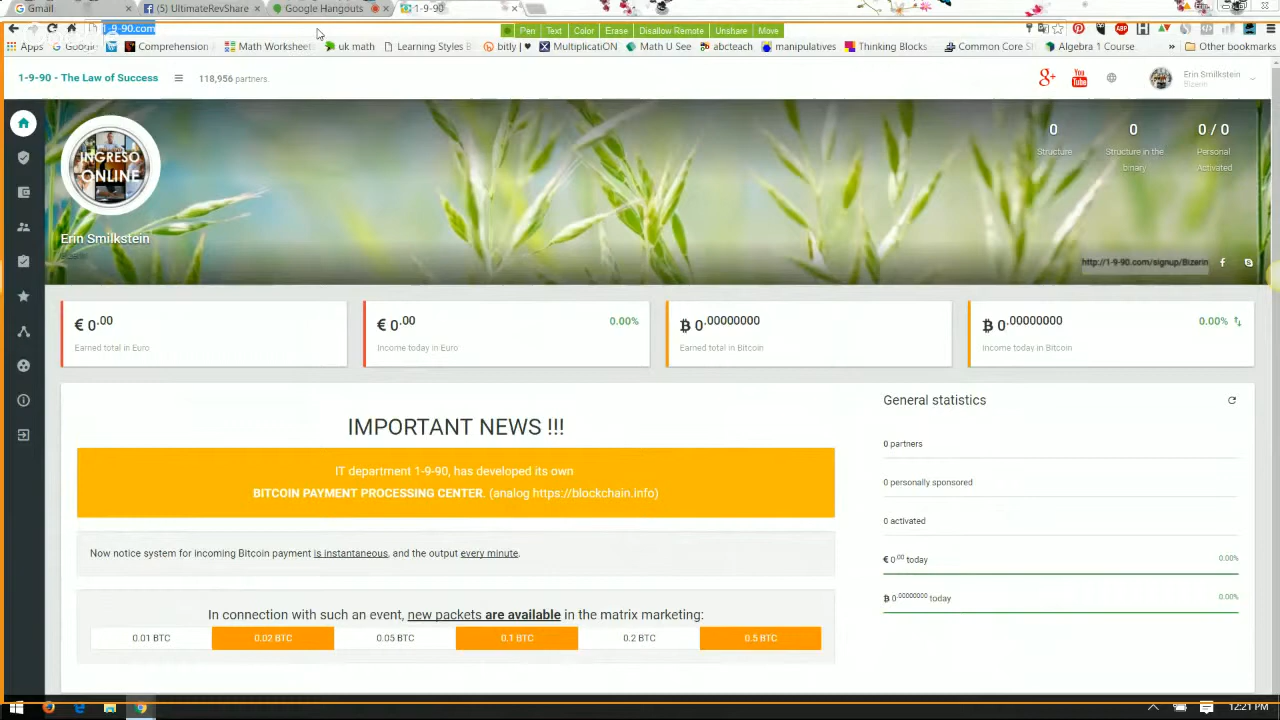 Gmail
(5) UltimateRevShare
Google Hangouts
1-9-90
1-9-90.com
Pen Text Color Erase Disallow Remote Unshare Move
Apps Google Comprehension Math Worksheet uk math Learning Styles B bitly | ♥ MultiplicatiON Math U See abcteach manipulatives Thinking Blocks Common Core Sh Algebra 1 Course » Other bookmarks
1-9-90 - The Law of Success
118,956 partners.
Erin Smilkstein
Bizerin
INGRESO
ONLINE
Erin Smilkstein
Bizerin
0 0 0 / 0
Structure Structure in the binary Personal Activated
http://1-9-90.com/signup/Bizerin
€ 0.00
Earned total in Euro
€ 0.00 0.00%
Income today in Euro
฿ 0.00000000
Earned total in Bitcoin
฿ 0.00000000 0.00%
Income today in Bitcoin
IMPORTANT NEWS !!!
IT department 1-9-90, has developed its own
BITCOIN PAYMENT PROCESSING CENTER. (analog https://blockchain.info)
Now notice system for incoming Bitcoin payment is instantaneous, and the output every minute.
In connection with such an event, new packets are available in the matrix marketing:
0.01 BTC 0.02 BTC 0.05 BTC 0.1 BTC 0.2 BTC 0.5 BTC
General statistics
0 partners
0 personally sponsored
0 activated
€ 0.00 today 0.00%
฿ 0.00000000 today 0.00%
12:21 PM